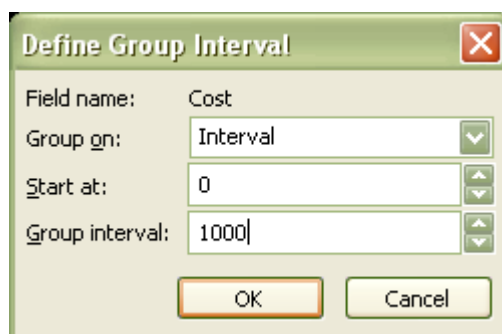 Define Group Interval
Field name: Cost
Group on: Interval
Start at: 0
Group interval: 1000
OK Cancel